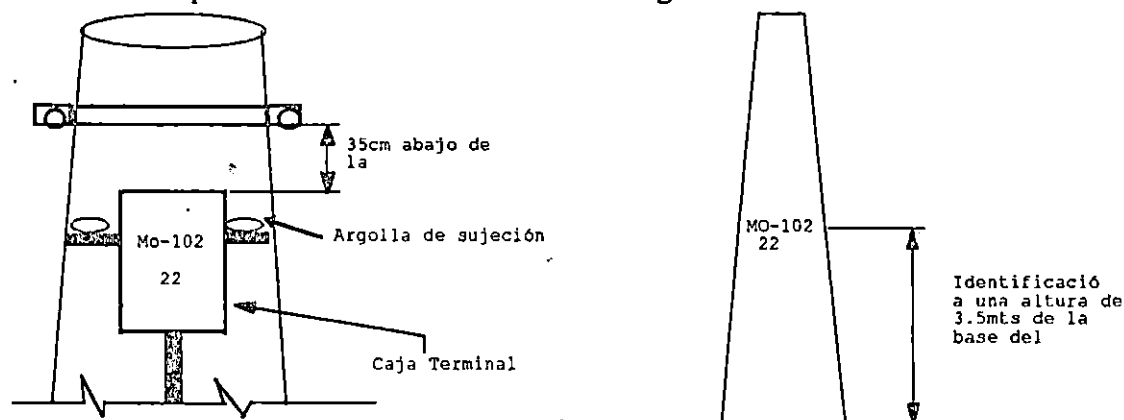 35cm abajo de
la
Argolla de sujeción
Mo-102
22
Caja Terminal
MO-102
22
Identificació
a una altura de
3.5mts de la
base del